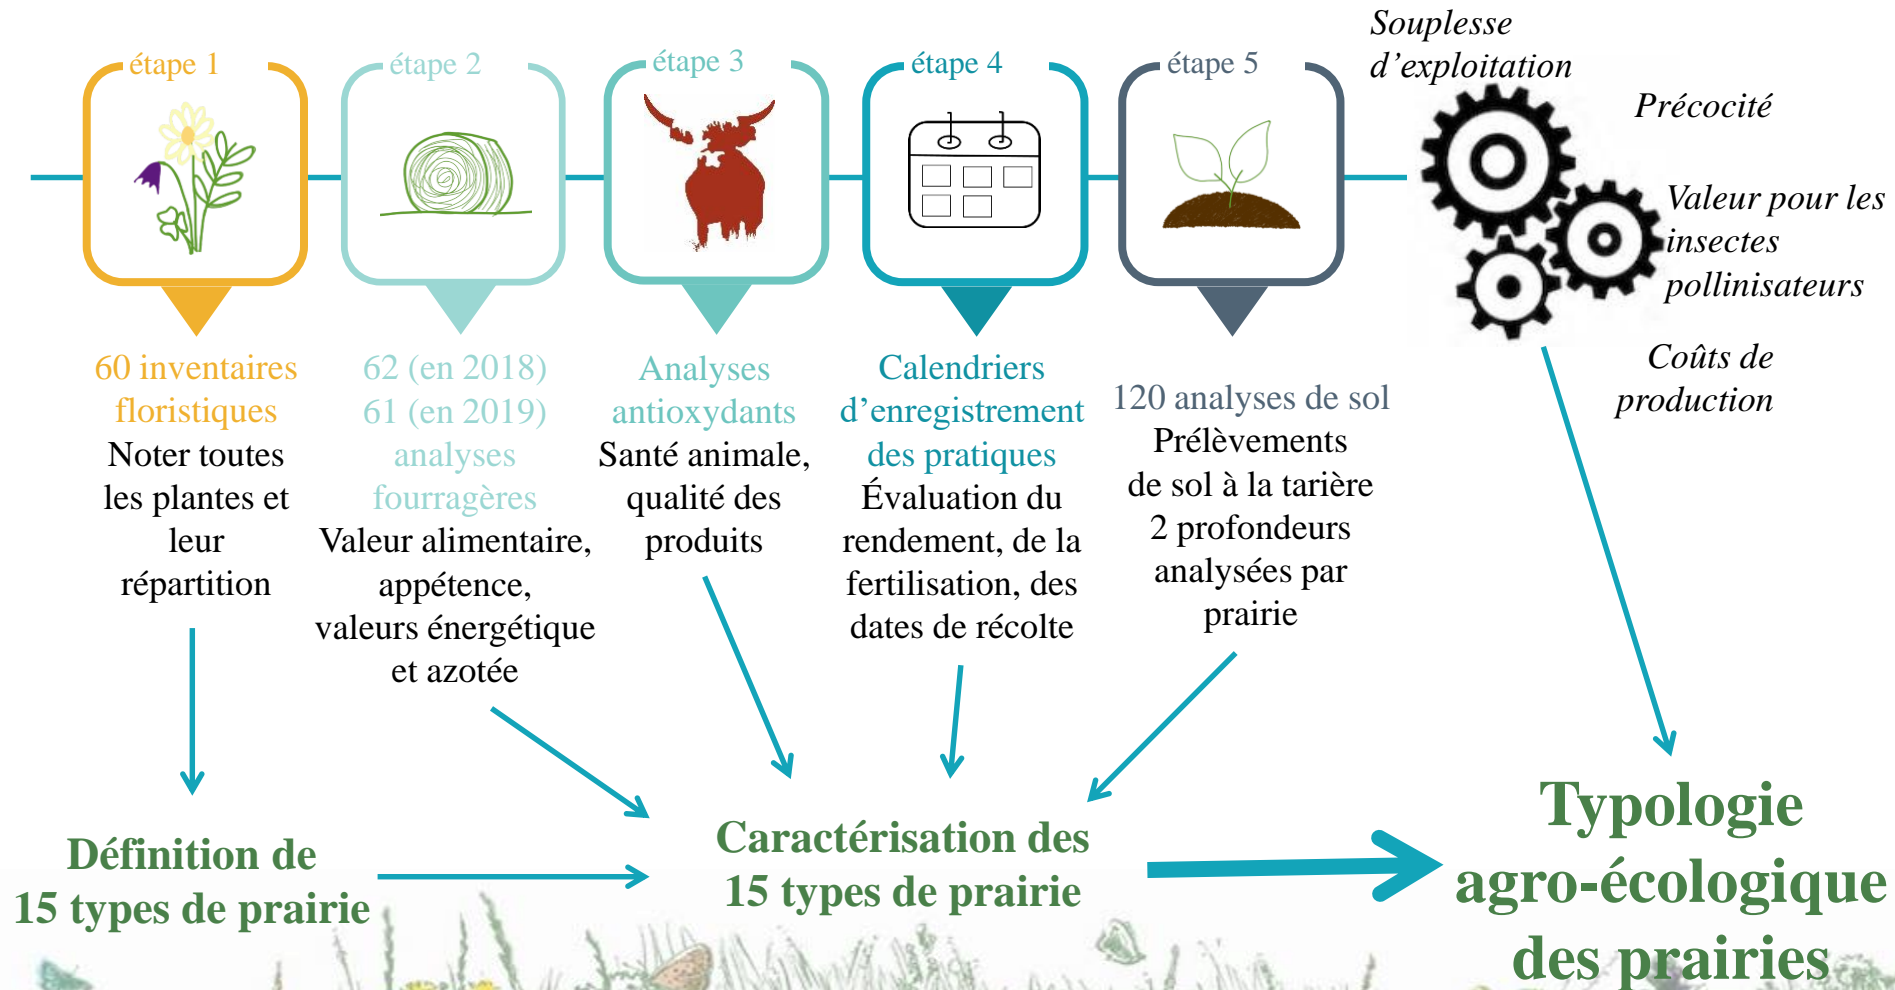 étape 1
60 inventaires
floristiques
Noter toutes
les plantes et
leur
répartition
étape 2
62 (en 2018)
61 (en 2019)
analyses
fourragères
Valeur alimentaire,
appétence,
valeurs énergétique
et azotée
étape 3
Analyses
antioxydants
Santé animale,
qualité des
produits
étape 4
Calendriers
d’enregistrement
des pratiques
Évaluation du
rendement, de la
fertilisation, des
dates de récolte
étape 5
120 analyses de sol
Prélèvements
de sol à la tarière
2 profondeurs
analysées par
prairie
Souplesse
d’exploitation
Précocité
Valeur pour les
insectes
pollinisateurs
Coûts de
production
Définition de
15 types de prairie
Caractérisation des
15 types de prairie
Typologie
agro-écologique
des prairies